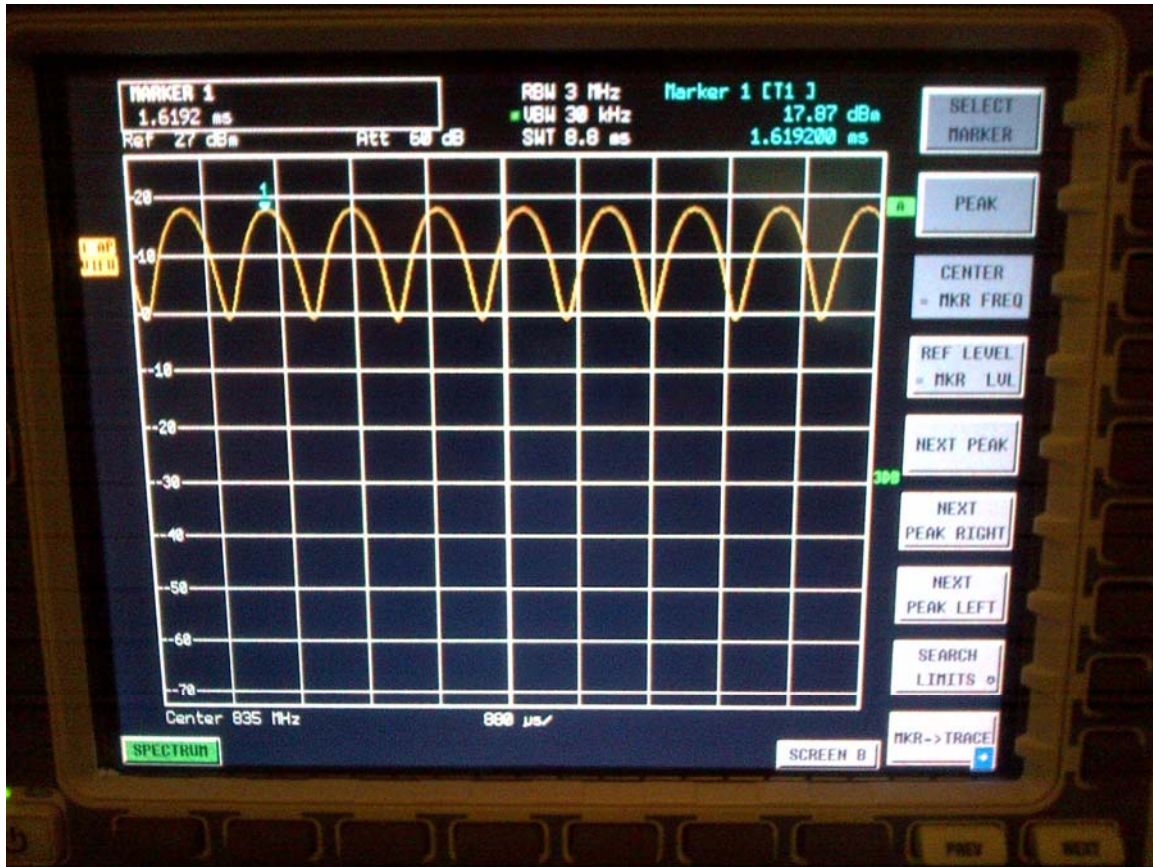 MARKER 1
1.6192 ms
RBW 3 MHz
VBW 30 kHz
SWT 8.8 ms
Marker 1 [T1 ]
17.87 dBm
1.619200 ms
Ref 27 dBm
Att 60 dB
1
20
10
0
-10
-20
-30
-40
-50
-60
-70
A
3DB
Center 835 MHz
880 µs/
SPECTRUM
SCREEN B
SELECT
MARKER
PEAK
CENTER
= MKR FREQ
REF LEVEL
= MKR LVL
NEXT PEAK
NEXT
PEAK RIGHT
NEXT
PEAK LEFT
SEARCH
LIMITS
MKR->TRACE
PREV
NEXT